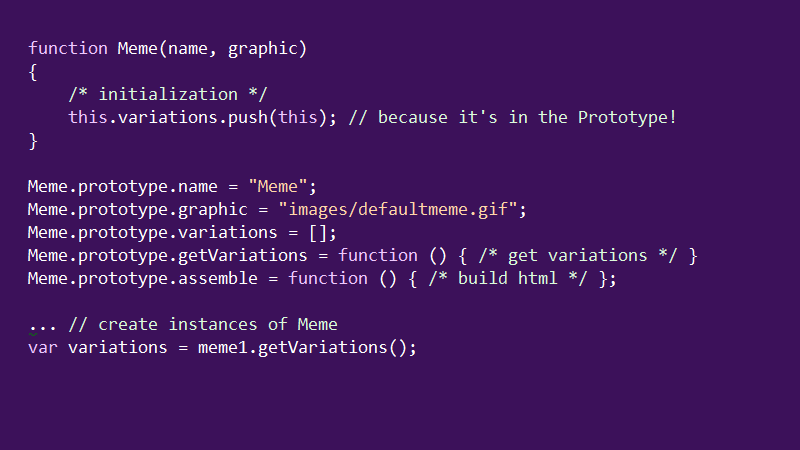 function Meme(name, graphic)
{
    /* initialization */
    this.variations.push(this); // because it's in the Prototype!
}

Meme.prototype.name = "Meme";
Meme.prototype.graphic = "images/defaultmeme.gif";
Meme.prototype.variations = [];
Meme.prototype.getVariations = function () { /* get variations */ }
Meme.prototype.assemble = function () { /* build html */ };

... // create instances of Meme
var variations = meme1.getVariations();